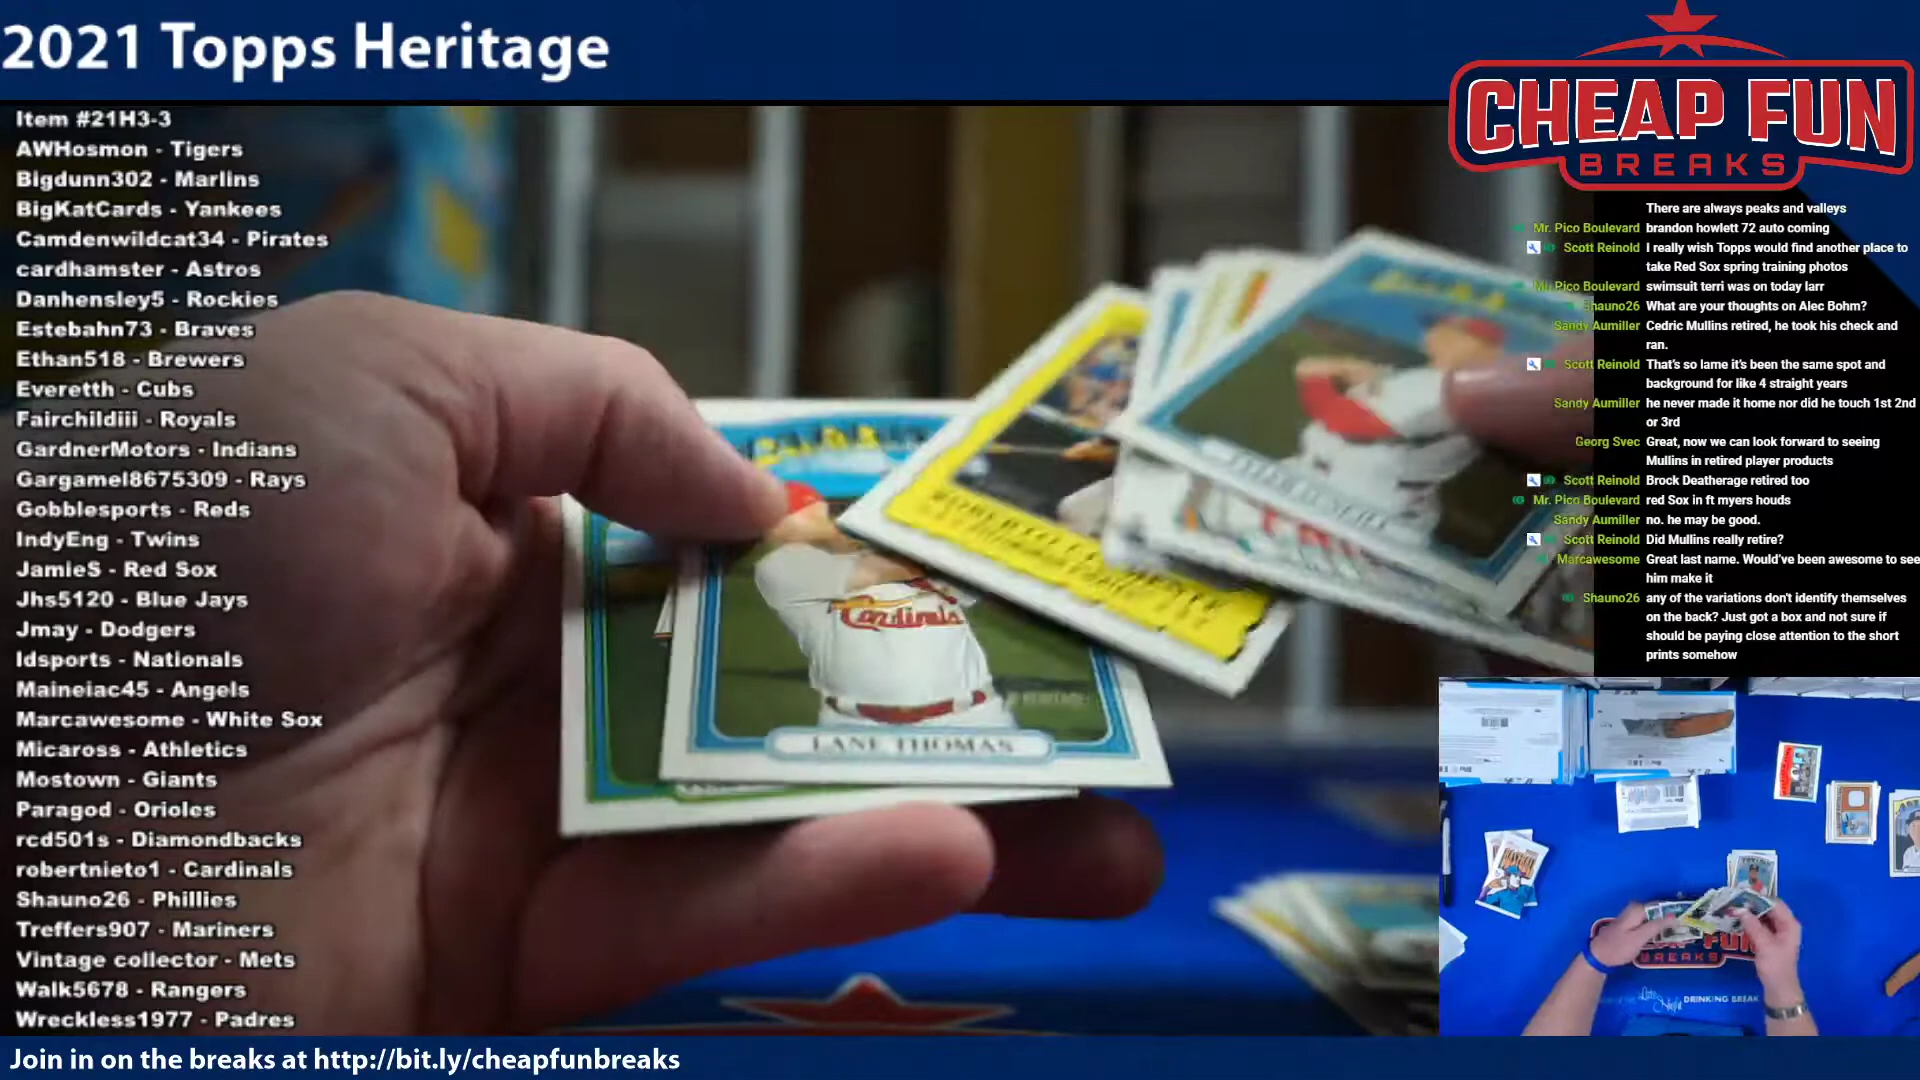 2021 Topps Heritage
CHEAP FUN
BREAKS
Item #21H3-3
AWHosmon - Tigers
Bigdunn302 - Marlins
BigKatCards - Yankees
Camdenwildcat34 - Pirates
cardhamster - Astros
Danhensley5 - Rockies
Estebahn73 - Braves
Ethan518 - Brewers
Everetth - Cubs
Fairchildiii - Royals
GardnerMotors - Indians
Gargamel8675309 - Rays
Gobblesports - Reds
IndyEng - Twins
JamieS - Red Sox
Jhs5120 - Blue Jays
Jmay - Dodgers
ldsports - Nationals
Maineiac45 - Angels
Marcawesome - White Sox
Micaross - Athletics
Mostown - Giants
Paragod - Orioles
rcd501s - Diamondbacks
robertnieto1 - Cardinals
Shauno26 - Phillies
Treffers907 - Mariners
Vintage collector - Mets
Walk5678 - Rangers
Wreckless1977 - Padres
Cardinals
LANE THOMAS
There are always peaks and valleys
Mr. Pico Boulevard brandon howlett 72 auto coming
Scott Reinold I really wish Topps would find another place to
take Red Sox spring training photos
Mr. Pico Boulevard swimsuit terri was on today larr
Shauno26 What are your thoughts on Alec Bohm?
Sandy Aumiller Cedric Mullins retired, he took his check and
ran.
Scott Reinold That's so lame it's been the same spot and
background for like 4 straight years
Sandy Aumiller he never made it home nor did he touch 1st 2nd
or 3rd
Georg Svec Great, now we can look forward to seeing
Mullins in retired player products
Scott Reinold Brock Deatherage retired too
Mr. Pico Boulevard red Sox in ft myers houds
Sandy Aumiller no. he may be good.
Scott Reinold Did Mullins really retire?
Marcawesome Great last name. Would've been awesome to see
him make it
Shauno26 any of the variations don't identify themselves
on the back? Just got a box and not sure if
should be paying close attention to the short
prints somehow
CHEAP FUN
BREAKS
Late Night DRINKING BREAK
Join in on the breaks at http://bit.ly/cheapfunbreaks